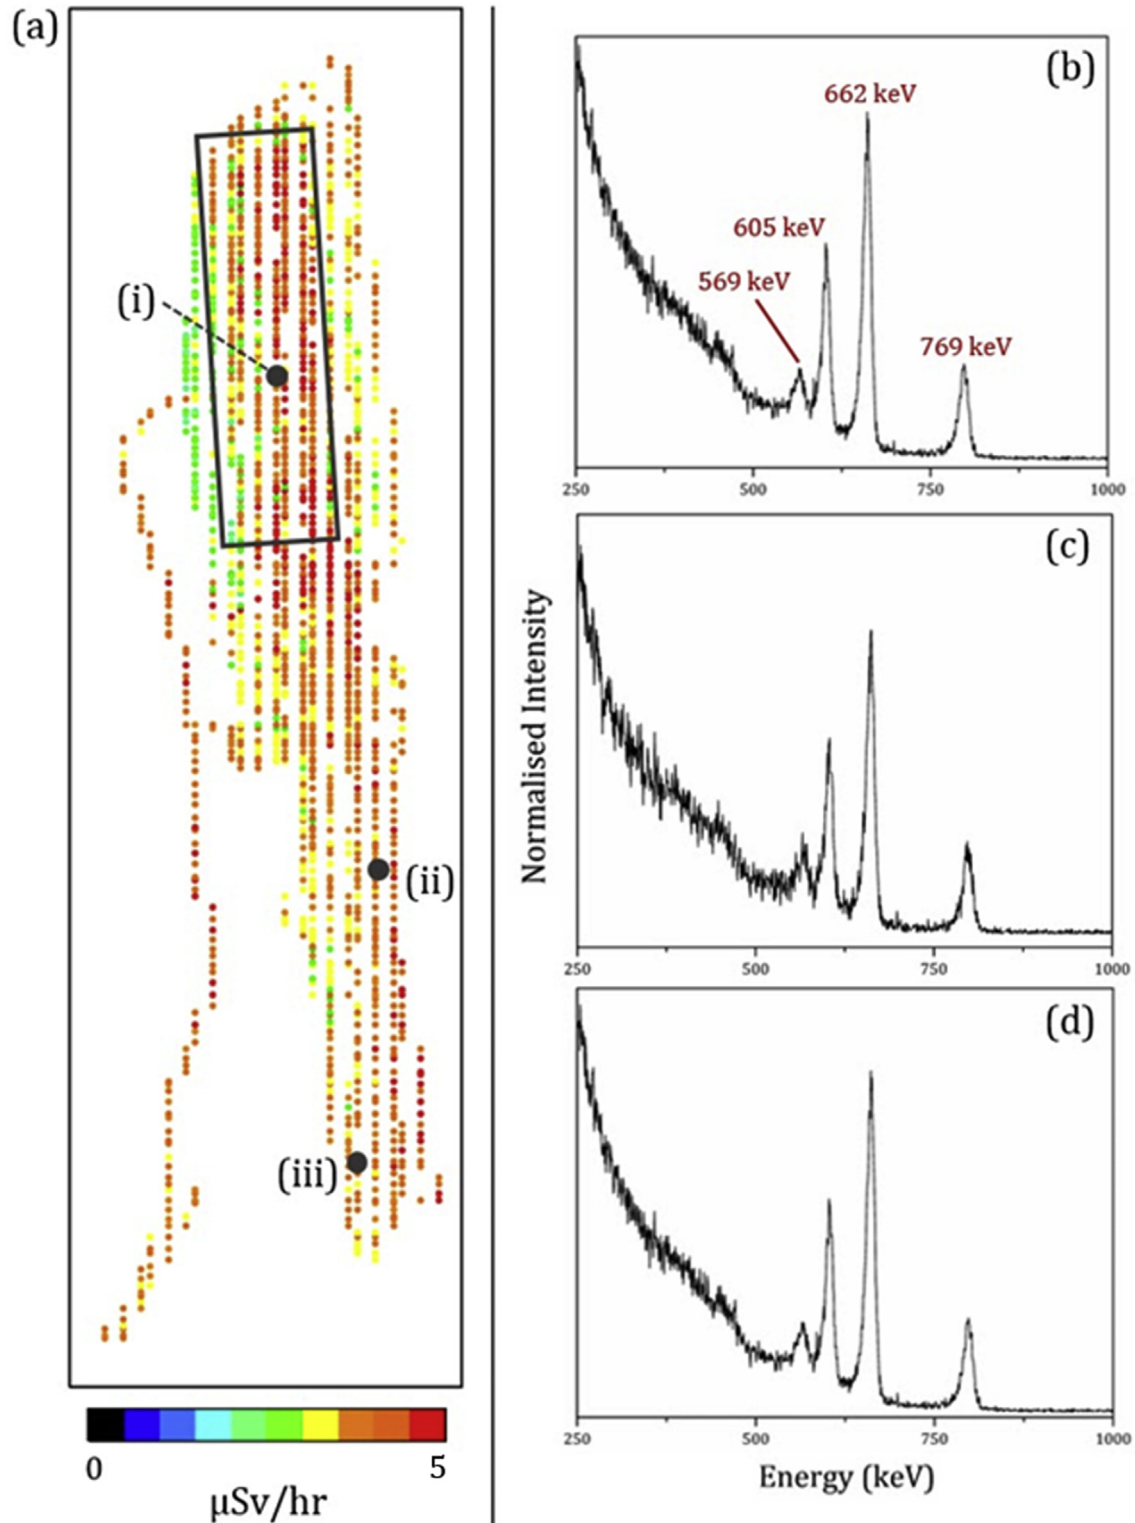 (a)
(i)
(ii)
(iii)
0
5
μSv/hr
(b)
662 keV
605 keV
569 keV
769 keV
250
500
750
1000
(c)
250
500
750
1000
(d)
250
500
750
1000
Normalised Intensity
Energy (keV)